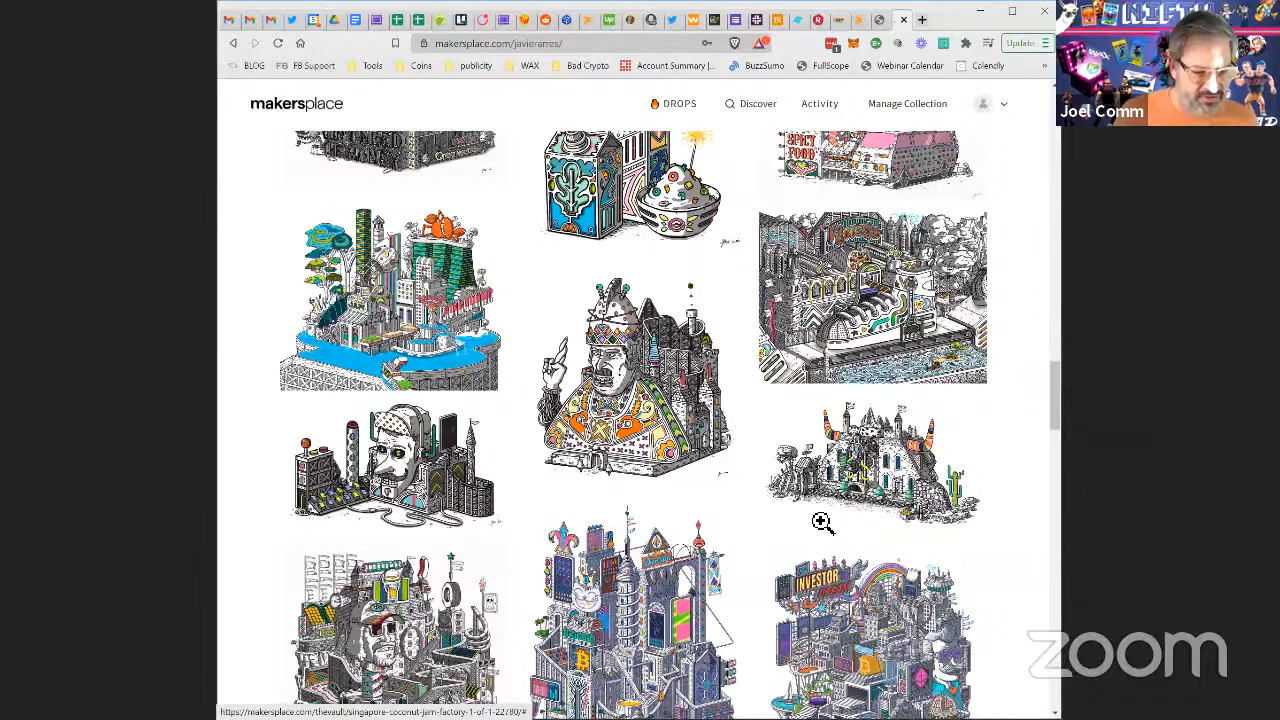 makersplace.com/javierarres/
Update
BLOG
FB Support
Tools
Coins
publicity
WAX
Bad Crypto
Account Summary |...
BuzzSumo
FullScope
Webinar Calendar
Calendly
»
makersplace
DROPS
Discover
Activity
Manage Collection
Joel Comm
SPICY
FOOD
INVESTOR
zoom
https://makersplace.com/thevault/singapore-coconut-jam-factory-1-of-1-22780/#